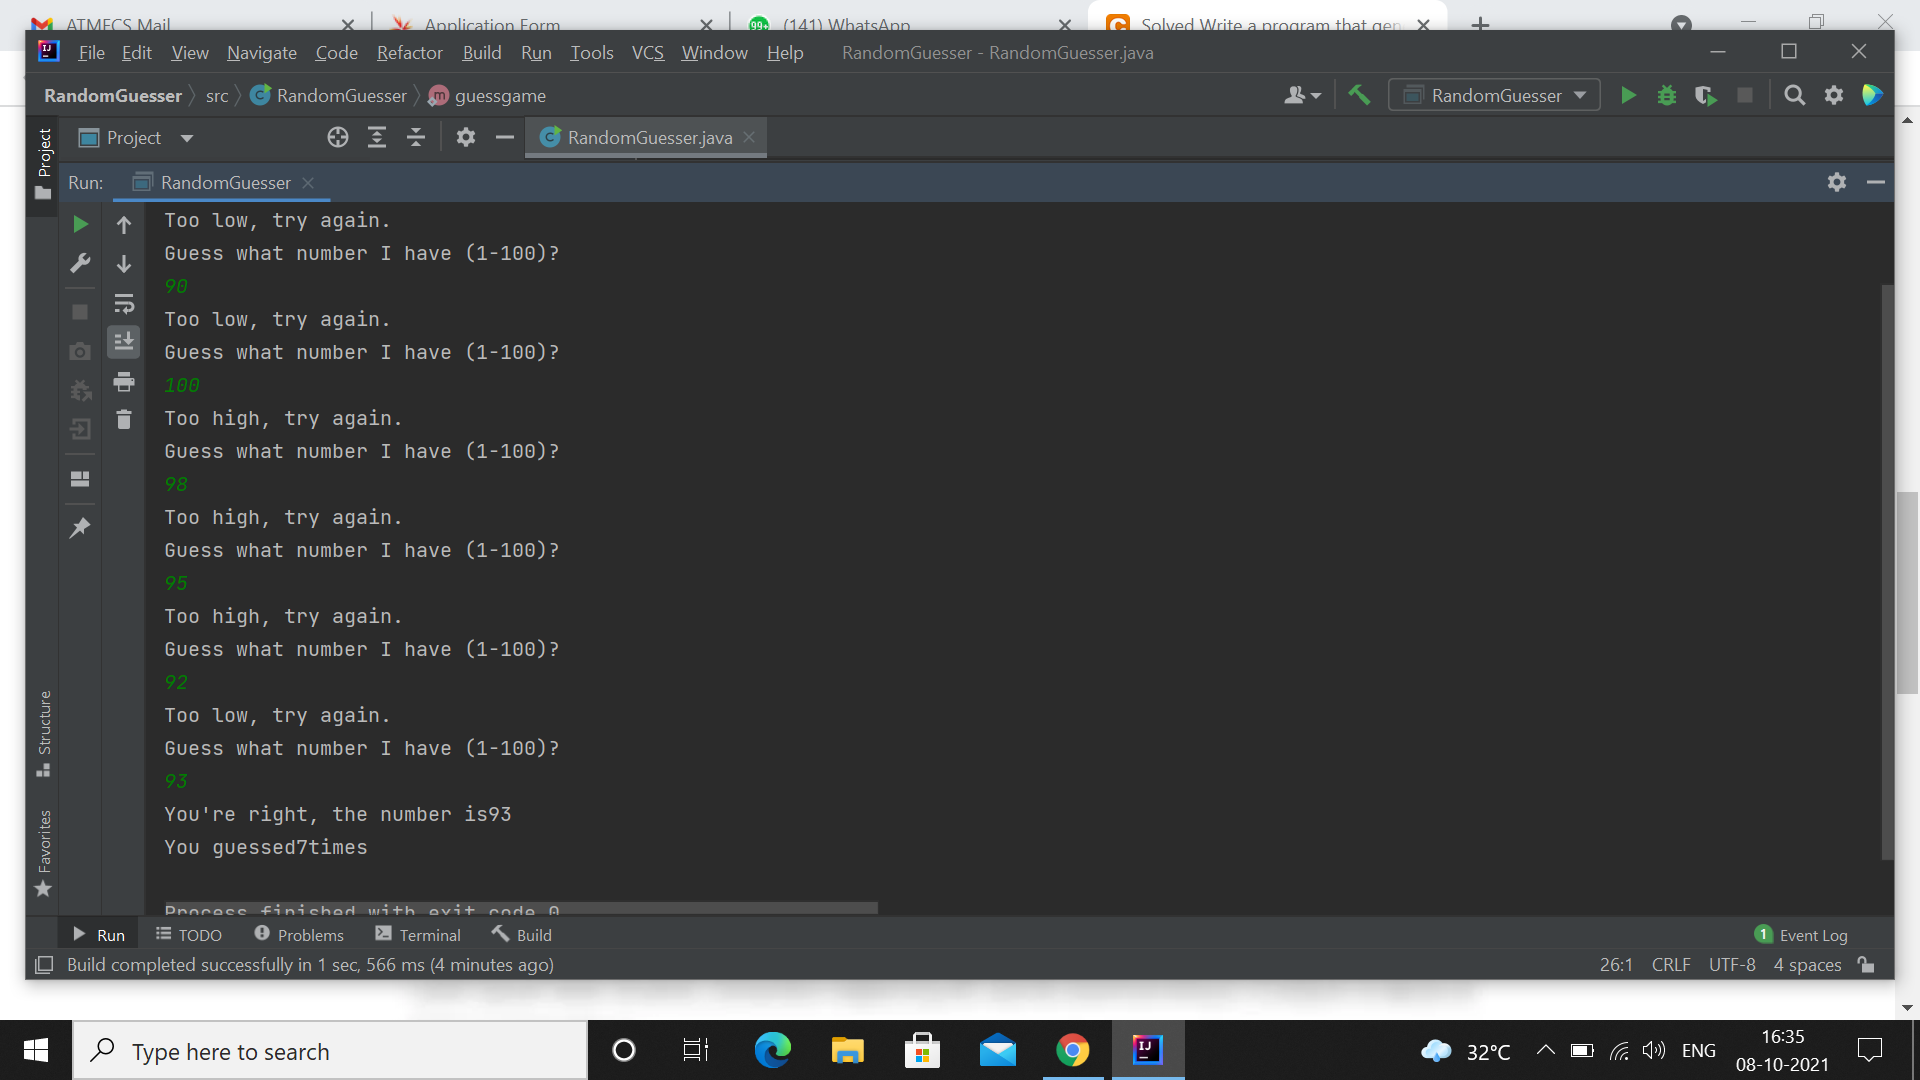 ATMECS Mail
Application Form
99+ (141) WhatsApp
Solved Write a program that gen
File Edit View Navigate Code Refactor Build Run Tools VCS Window Help RandomGuesser - RandomGuesser.java
RandomGuesser src RandomGuesser guessgame
RandomGuesser
Project
Project
RandomGuesser.java
Run: RandomGuesser
Too low, try again.
Guess what number I have (1-100)?
90
Too low, try again.
Guess what number I have (1-100)?
100
Too high, try again.
Guess what number I have (1-100)?
98
Too high, try again.
Guess what number I have (1-100)?
95
Too high, try again.
Guess what number I have (1-100)?
92
Too low, try again.
Guess what number I have (1-100)?
93
You're right, the number is93
You guessed7times
Process finished with exit code 0
Structure
Favorites
Run TODO Problems Terminal Build
1 Event Log
Build completed successfully in 1 sec, 566 ms (4 minutes ago)
26:1 CRLF UTF-8 4 spaces
Type here to search
32°C ENG
16:35
08-10-2021